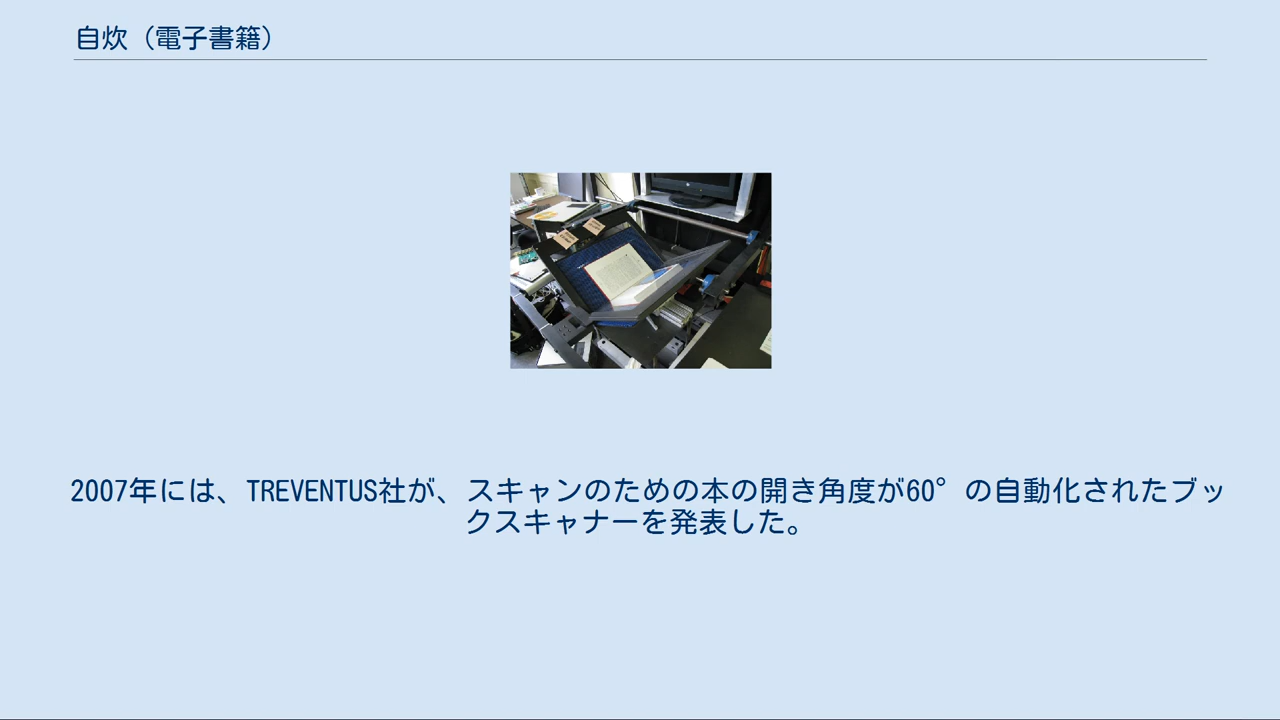 自炊（電子書籍）
2007年には、TREVENTUS社が、スキャンのための本の開き角度が60°の自動化されたブッ
クスキャナーを発表した。